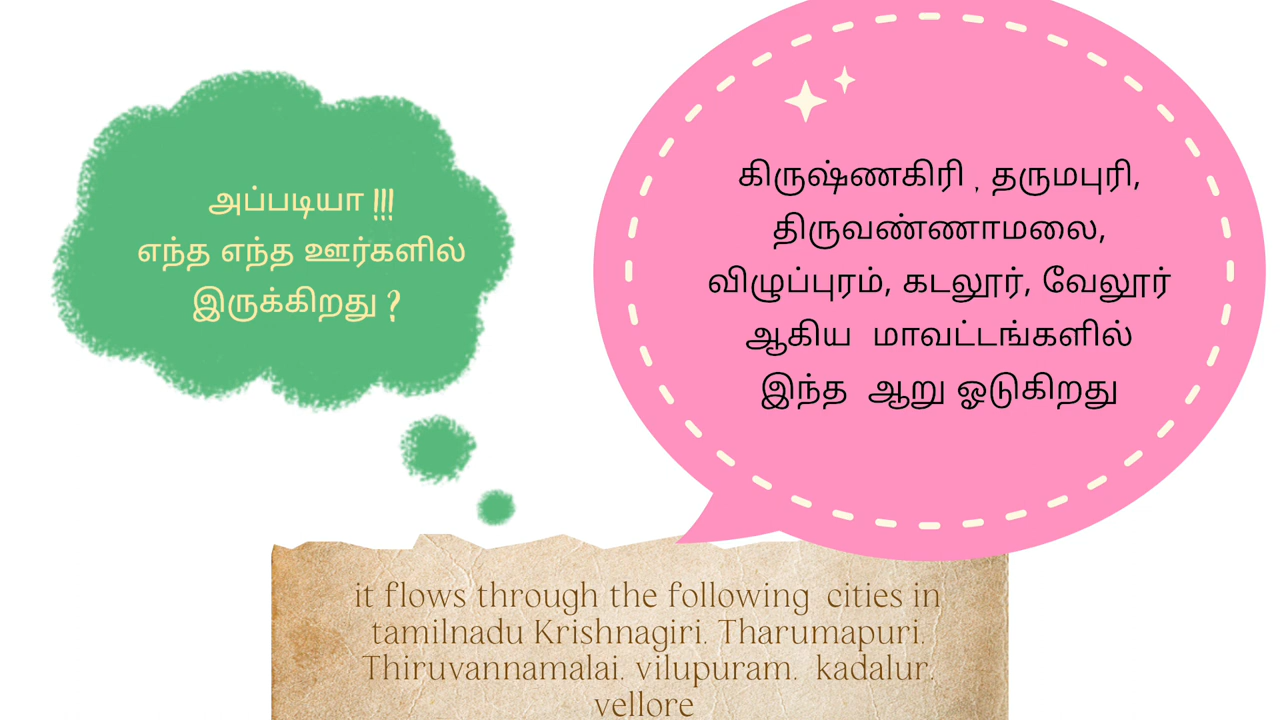 அப்படியா !!!
எந்த எந்த ஊர்களில்
இருக்கிறது ?
கிருஷ்ணகிரி , தருமபுரி,
திருவண்ணாமலை,
விழுப்புரம், கடலூர், வேலூர்
ஆகிய மாவட்டங்களில்
இந்த ஆறு ஓடுகிறது
it flows through the following cities in
tamilnadu Krishnagiri. Tharumapuri.
Thiruvannamalai. vilupuram. kadalur.
vellore